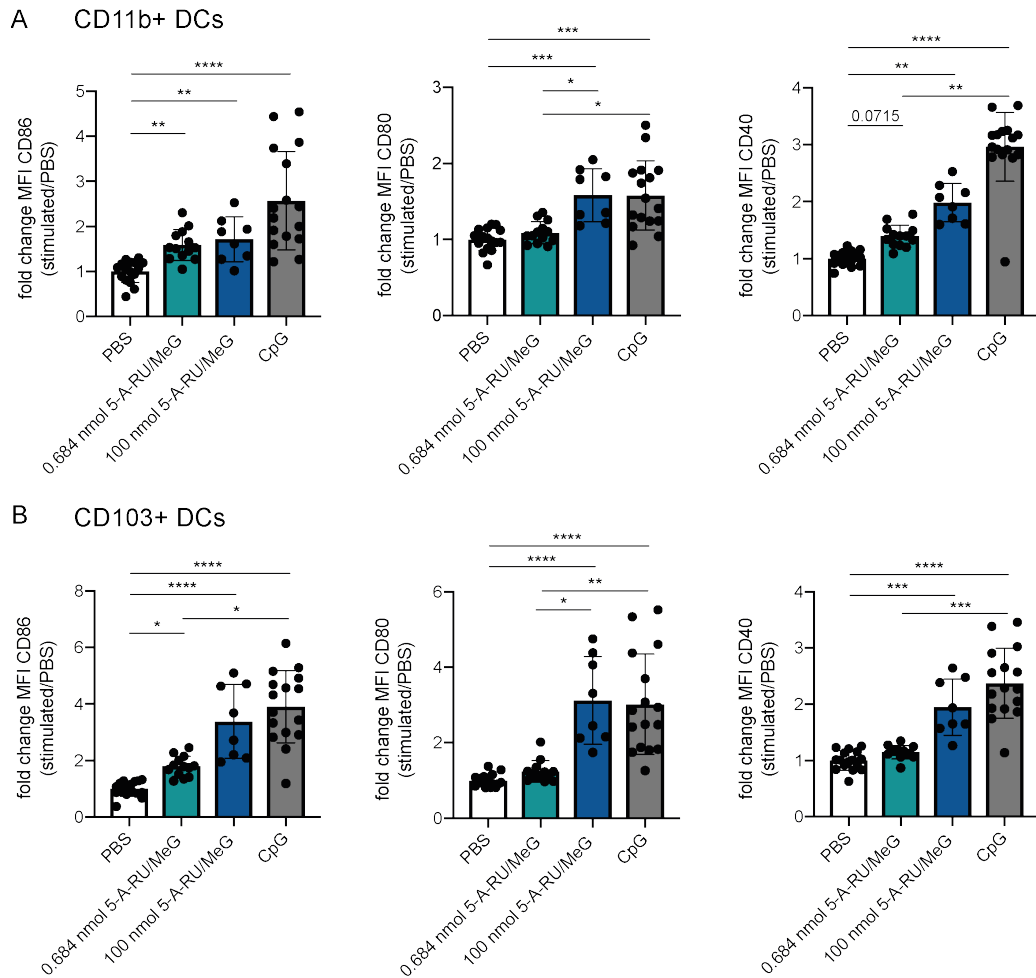 A CD11b+ DCs
fold change MFI CD86
(stimulated/PBS)
5
4
3
2
1
0
****
**
**
PBS
0.684 nmol 5-A-RU/MeG
100 nmol 5-A-RU/MeG
CpG
fold change MFI CD80
(stimulated/PBS)
3
2
1
0
***
***
*
*
PBS
0.684 nmol 5-A-RU/MeG
100 nmol 5-A-RU/MeG
CpG
fold change MFI CD40
(stimulated/PBS)
4
3
2
1
0
****
**
**
0.0715
PBS
0.684 nmol 5-A-RU/MeG
100 nmol 5-A-RU/MeG
CpG
B CD103+ DCs
fold change MFI CD86
(stimulated/PBS)
8
6
4
2
0
****
****
*
*
PBS
0.684 nmol 5-A-RU/MeG
100 nmol 5-A-RU/MeG
CpG
fold change MFI CD80
(stimulated/PBS)
6
4
2
0
****
****
**
*
PBS
0.684 nmol 5-A-RU/MeG
100 nmol 5-A-RU/MeG
CpG
fold change MFI CD40
(stimulated/PBS)
4
3
2
1
0
****
***
***
PBS
0.684 nmol 5-A-RU/MeG
100 nmol 5-A-RU/MeG
CpG